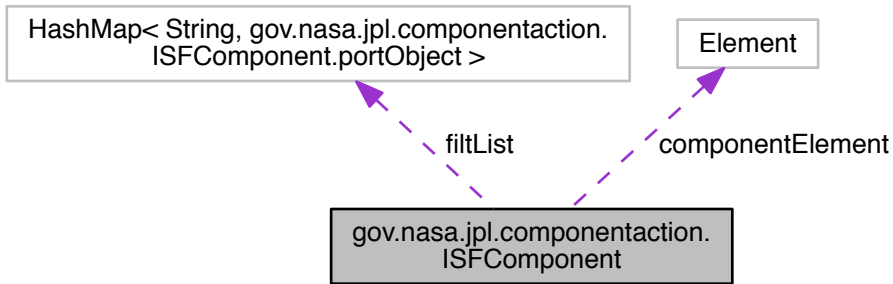 HashMap< String, gov.nasa.jpl.componentaction.
ISFComponent.portObject >
Element
filtList
componentElement
gov.nasa.jpl.componentaction.
ISFComponent